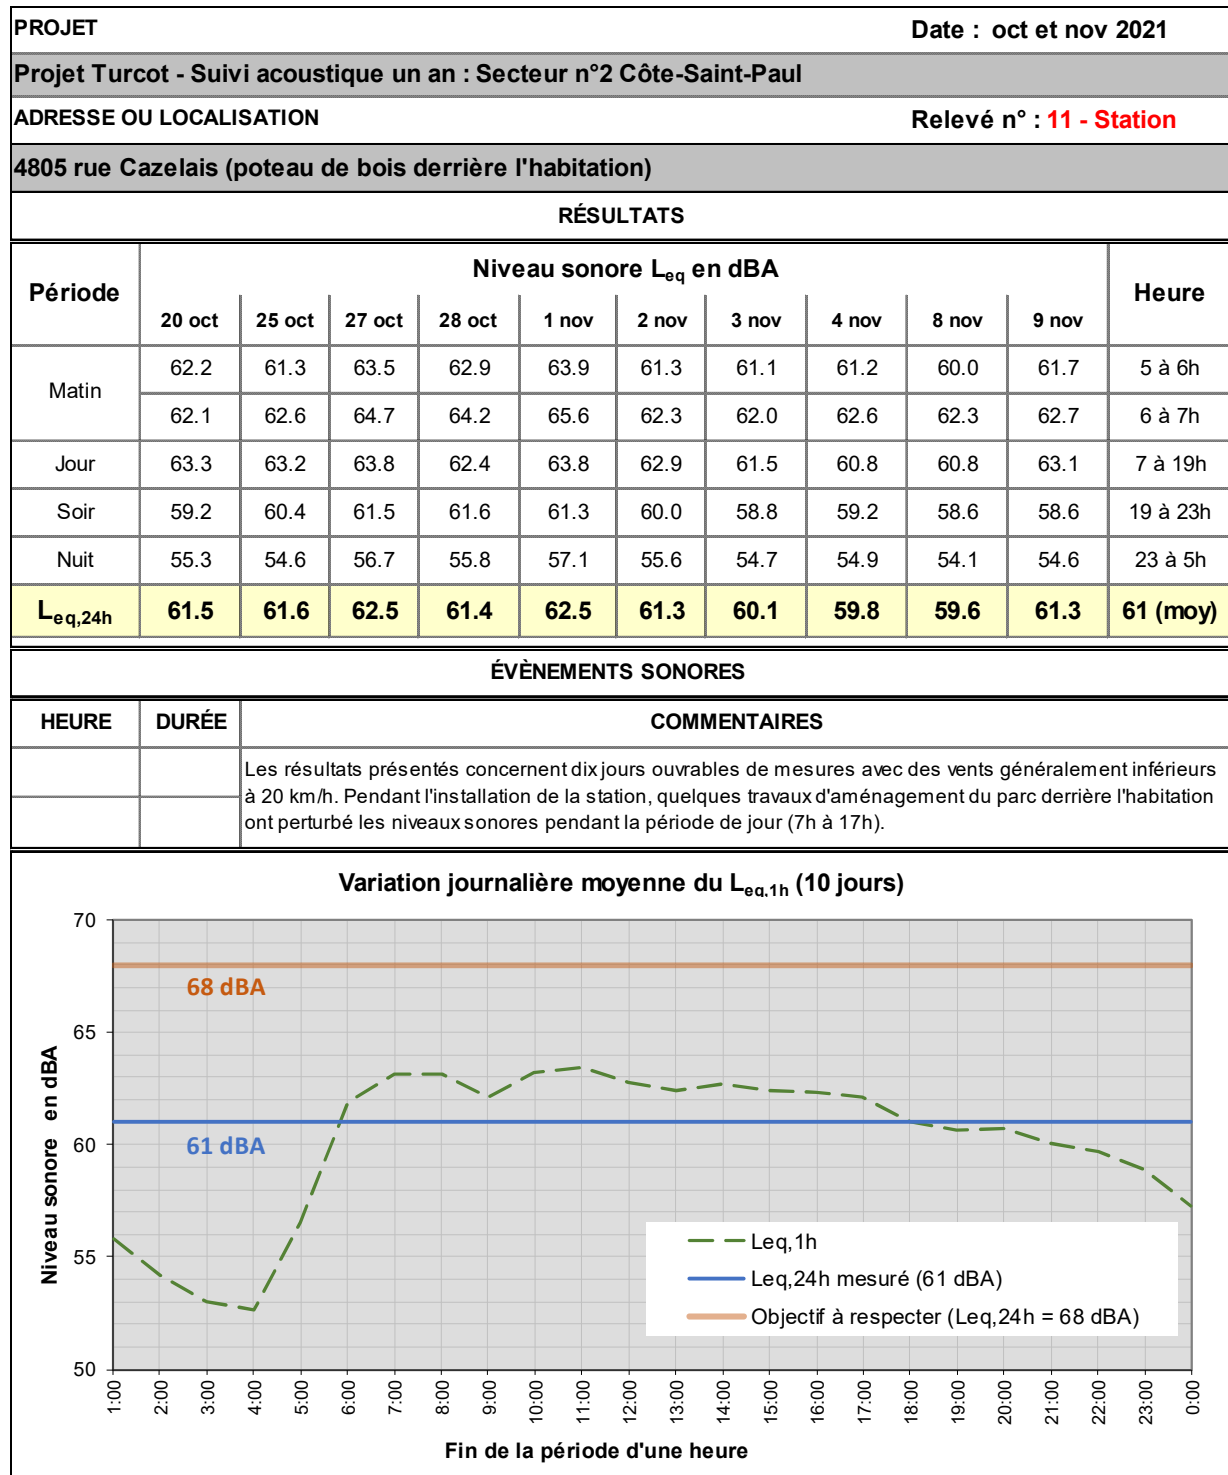 PROJET
Date : oct et nov 2021
Projet Turcot - Suivi acoustique un an : Secteur n°2 Côte-Saint-Paul
ADRESSE OU LOCALISATION
Relevé n° : 11 - Station
4805 rue Cazelais (poteau de bois derrière l'habitation)
RÉSULTATS
Période
Niveau sonore Leq en dBA
Heure
20 oct 25 oct 27 oct 28 oct 1 nov 2 nov 3 nov 4 nov 8 nov 9 nov
Matin
62.2 61.3 63.5 62.9 63.9 61.3 61.1 61.2 60.0 61.7 5 à 6h
62.1 62.6 64.7 64.2 65.6 62.3 62.0 62.6 62.3 62.7 6 à 7h
Jour 63.3 63.2 63.8 62.4 63.8 62.9 61.5 60.8 60.8 63.1 7 à 19h
Soir 59.2 60.4 61.5 61.6 61.3 60.0 58.8 59.2 58.6 58.6 19 à 23h
Nuit 55.3 54.6 56.7 55.8 57.1 55.6 54.7 54.9 54.1 54.6 23 à 5h
Leq,24h 61.5 61.6 62.5 61.4 62.5 61.3 60.1 59.8 59.6 61.3 61 (moy)
ÉVÈNEMENTS SONORES
HEURE DURÉE COMMENTAIRES
Les résultats présentés concernent dix jours ouvrables de mesures avec des vents généralement inférieurs
à 20 km/h. Pendant l'installation de la station, quelques travaux d'aménagement du parc derrière l'habitation
ont perturbé les niveaux sonores pendant la période de jour (7h à 17h).
Variation journalière moyenne du Leq,1h (10 jours)
Niveau sonore en dBA
70
65
60
55
50
68 dBA
61 dBA
Leq,1h
Leq,24h mesuré (61 dBA)
Objectif à respecter (Leq,24h = 68 dBA)
1:00 2:00 3:00 4:00 5:00 6:00 7:00 8:00 9:00 10:00 11:00 12:00 13:00 14:00 15:00 16:00 17:00 18:00 19:00 20:00 21:00 22:00 23:00 0:00
Fin de la période d'une heure